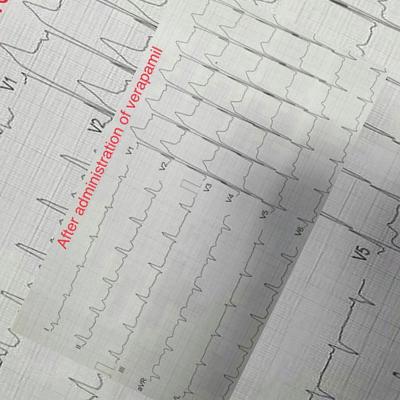 After administration of verapamil
V1
V2
V5
V1
V2
V3
V4
V5
V6
I
II
III
aVR